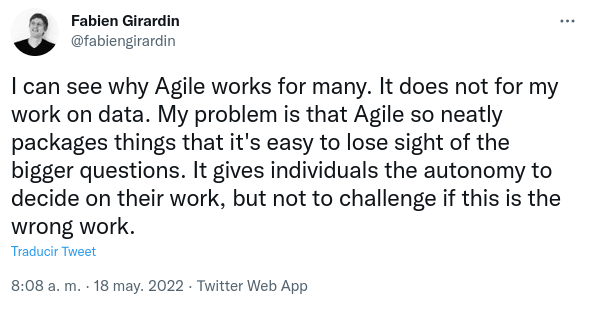 Fabien Girardin
@fabiengirardin
I can see why Agile works for many. It does not for my
work on data. My problem is that Agile so neatly
packages things that it's easy to lose sight of the
bigger questions. It gives individuals the autonomy to
decide on their work, but not to challenge if this is the
wrong work.
Traducir Tweet
8:08 a. m. · 18 may. 2022 · Twitter Web App